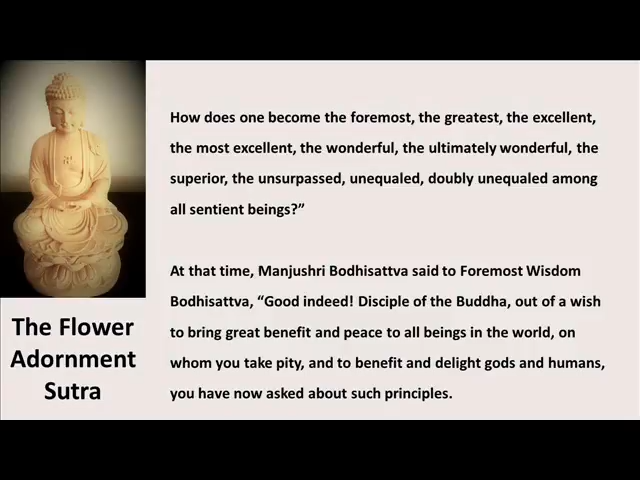 How does one become the foremost, the greatest, the excellent,
the most excellent, the wonderful, the ultimately wonderful, the
superior, the unsurpassed, unequaled, doubly unequaled among
all sentient beings?”
At that time, Manjushri Bodhisattva said to Foremost Wisdom
Bodhisattva, “Good indeed! Disciple of the Buddha, out of a wish
to bring great benefit and peace to all beings in the world, on
whom you take pity, and to benefit and delight gods and humans,
you have now asked about such principles.
The Flower
Adornment
Sutra